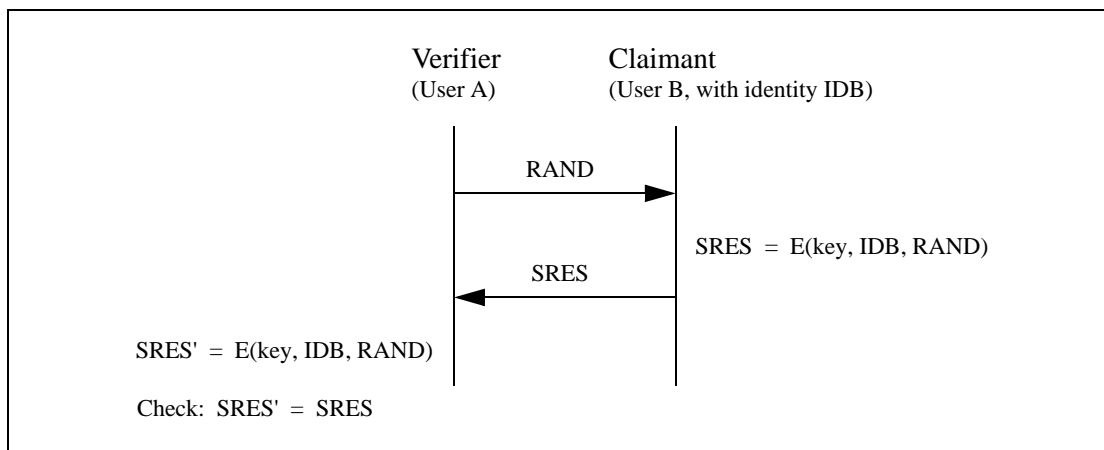 Verifier
(User A)
Claimant
(User B, with identity IDB)
RAND
SRES = E(key, IDB, RAND)
SRES
SRES' = E(key, IDB, RAND)
Check: SRES' = SRES